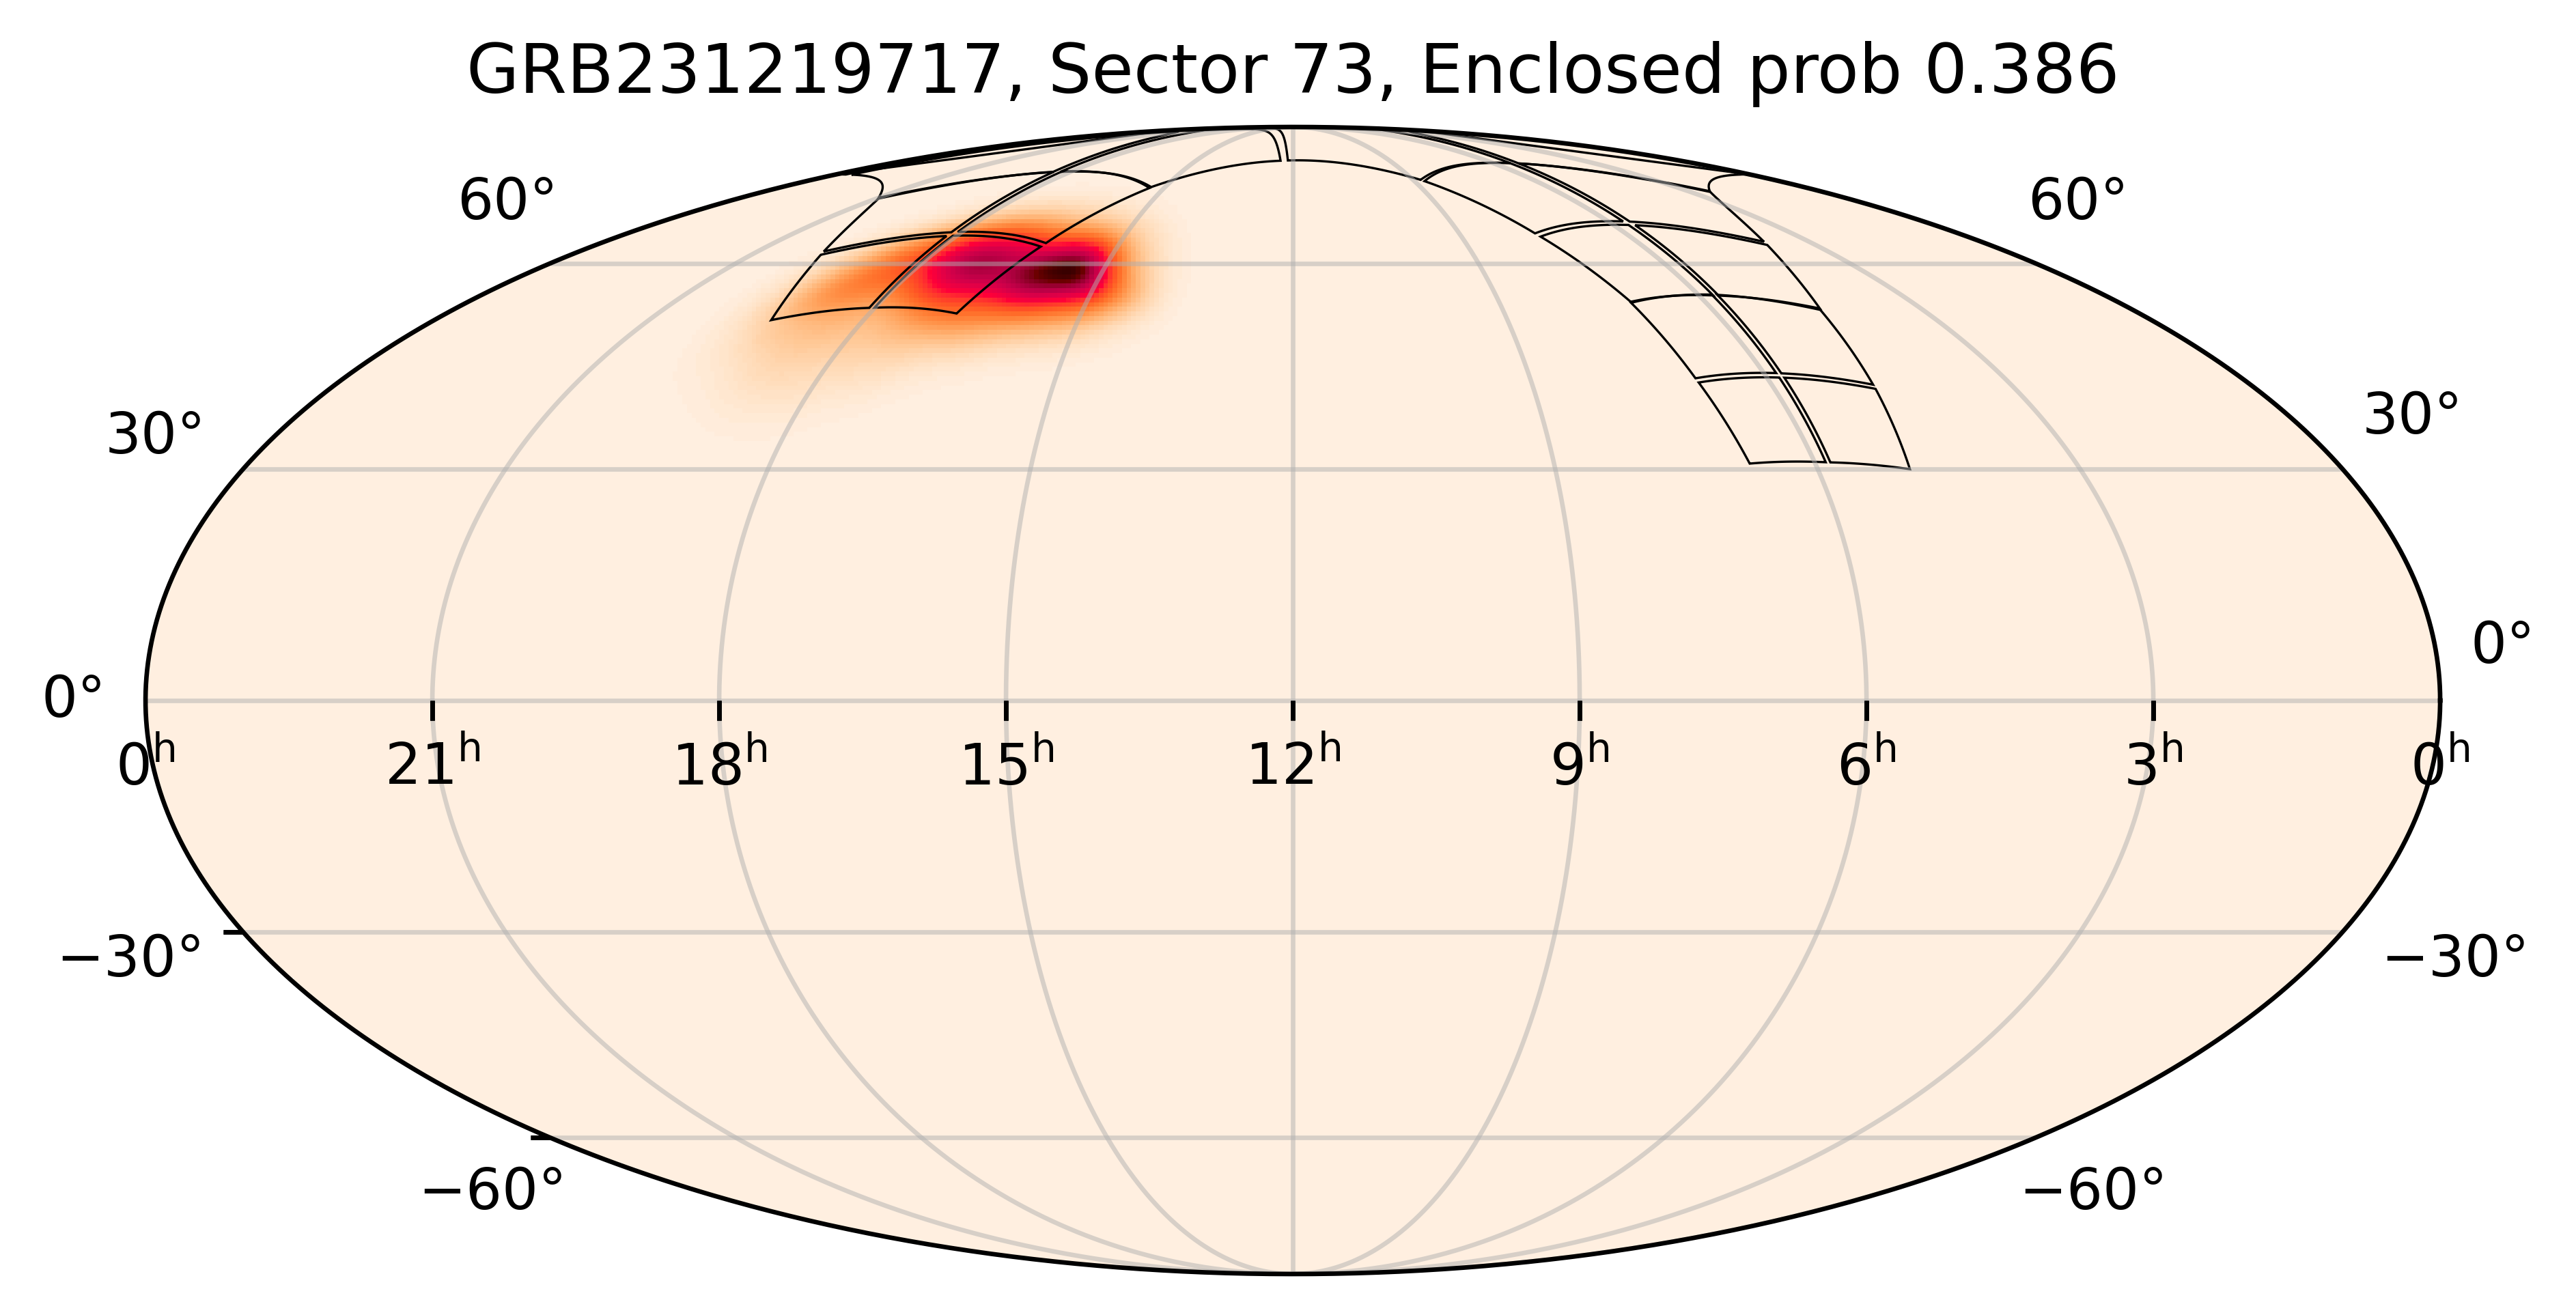 GRB231219717, Sector 73, Enclosed prob 0.386
60° 60°
30° 30°
0° 0°
0ʰ 21ʰ 18ʰ 15ʰ 12ʰ 9ʰ 6ʰ 3ʰ 0ʰ
−30° −30°
−60° −60°